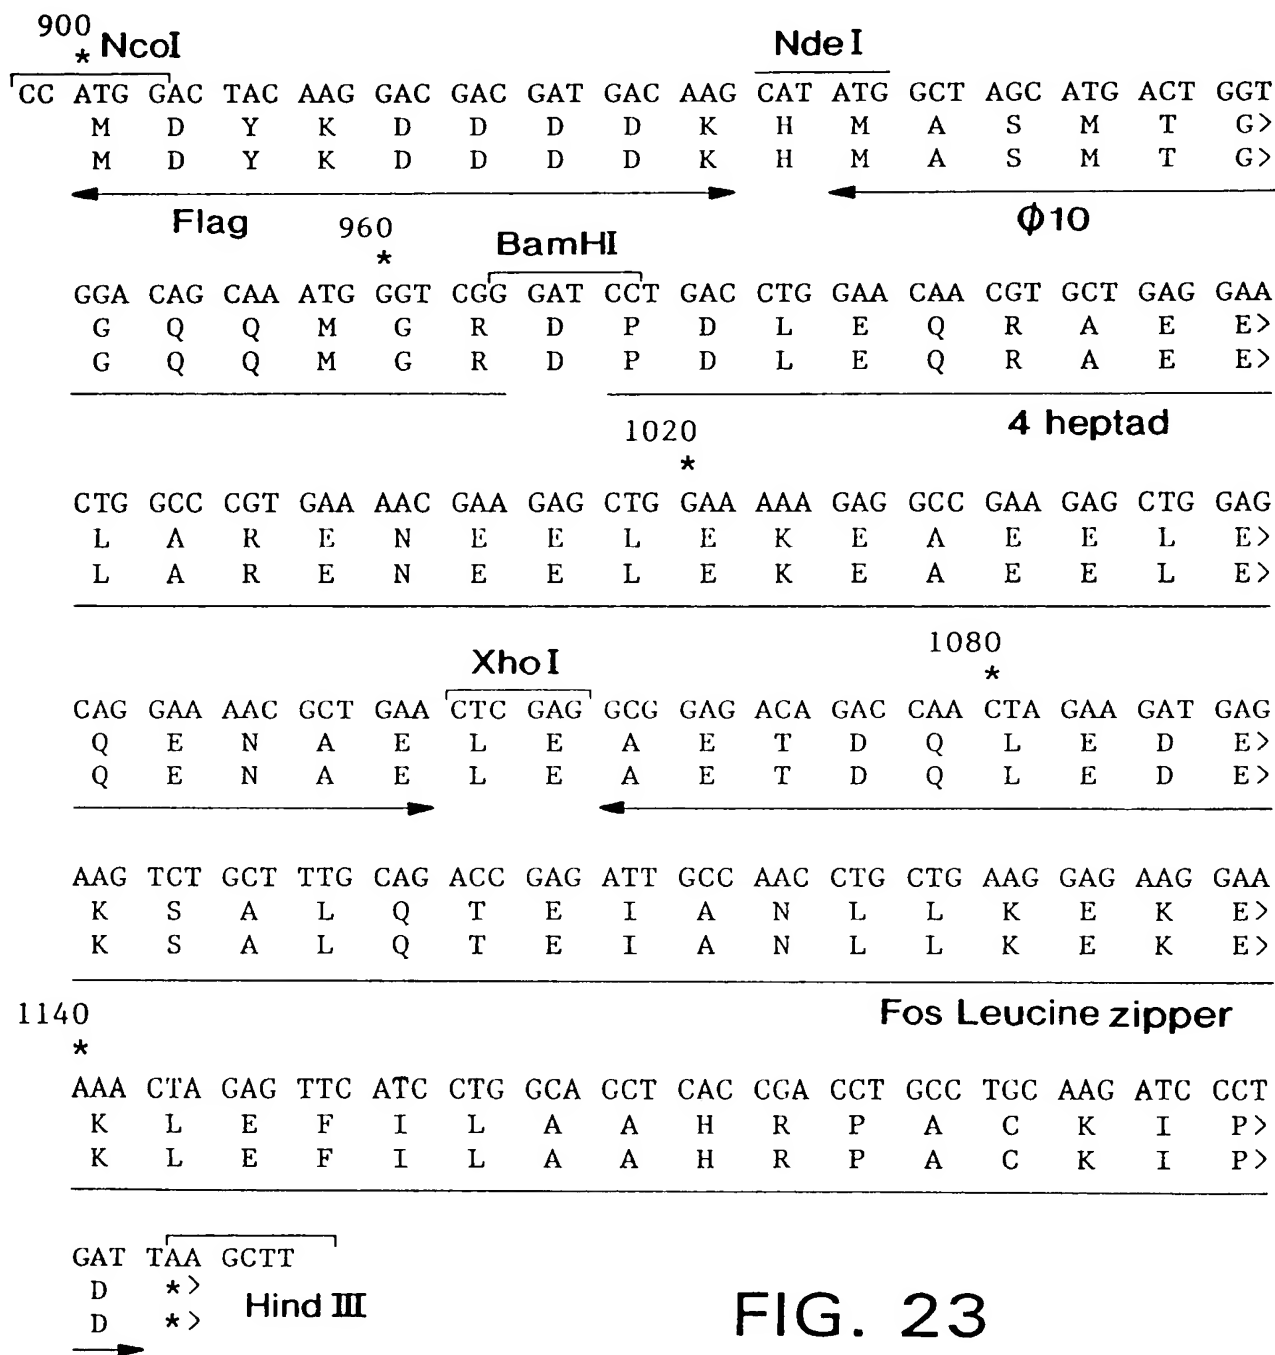 900
* NcoI NdeI
CC ATGG GAC TAC AAG GAC GAC GAT GAC AAG CAT ATG GCT AGC ATG ACT GGT
M D Y K D D D D K H M A S M T G>
M D Y K D D D D K H M A S M T G>
Flag 960 Φ10
* BamHI
GGA CAG CAA ATG GGT CGG GAT CCT GAC CTG GAA CAA CGT GCT GAG GAA
G Q Q M G R D P D L E Q R A E E>
G Q Q M G R D P D L E Q R A E E>
1020 4 heptad
*
CTG GCC CGT GAA AAC GAA GAG CTG GAA AAA GAG GCC GAA GAG CTG GAG
L A R E N E E L E K E A E E L E>
L A R E N E E L E K E A E E L E>
XhoI 1080
*
CAG GAA AAC GCT GAA CTC GAG GCG GAG ACA GAC CAA CTA GAA GAT GAG
Q E N A E L E A E T D Q L E D E>
Q E N A E L E A E T D Q L E D E>
AAG TCT GCT TTG CAG ACC GAG ATT GCC AAC CTG CTG AAG GAG AAG GAA
K S A L Q T E I A N L L K E K E>
K S A L Q T E I A N L L K E K E>
1140 Fos Leucine zipper
*
AAA CTA GAG TTC ATC CTG GCA GCT CAC CGA CCT GCC TGC AAG ATC CCT
K L E F I L A A H R P A C K I P>
K L E F I L A A H R P A C K I P>
GAT TAA GCTT
D *>
D *> Hind III
FIG. 23